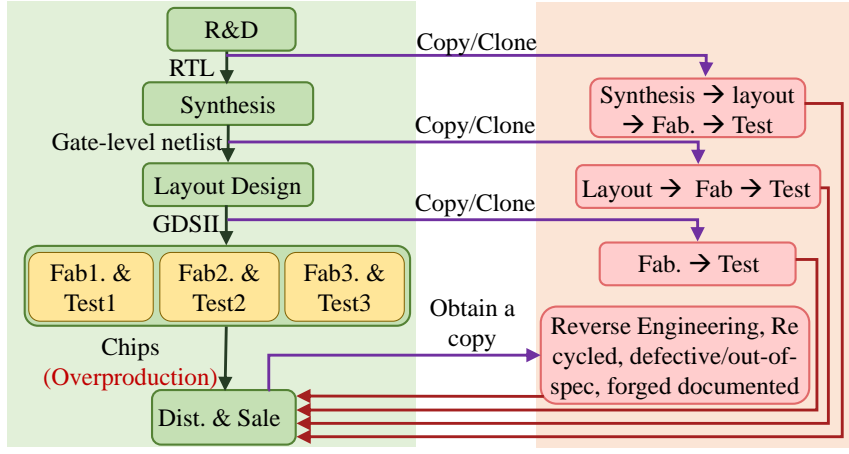 R&D
Copy/Clone
RTL
Synthesis
Synthesis → layout
→ Fab. → Test
Gate-level netlist
Copy/Clone
Layout Design
Layout → Fab → Test
Copy/Clone
GDSII
Fab1. &
Test1
Fab2. &
Test2
Fab3. &
Test3
Fab. → Test
Obtain a
copy
Chips
(Overproduction)
Reverse Engineering, Re
cycled, defective/out-of-
spec, forged documented
Dist. & Sale